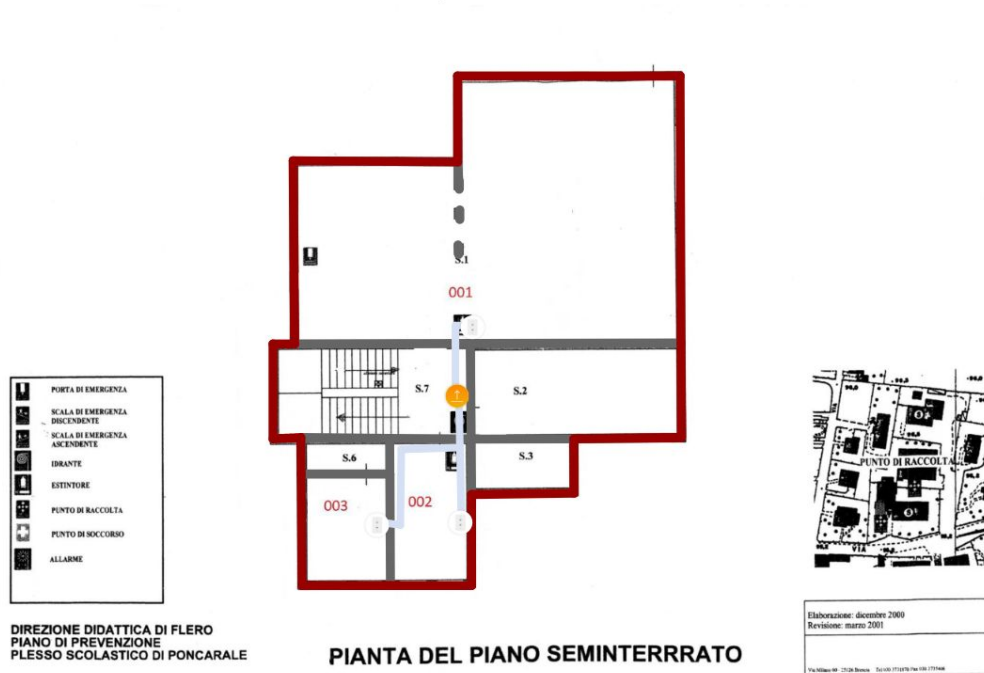 S.1
001
S.7
S.2
S.6
S.3
003
002
PORTA DI EMERGENZA
SCALA DI EMERGENZA
DISCENDENTE
SCALA DI EMERGENZA
ASCENDENTE
IDRANTE
ESTINTORE
PUNTO DI RACCOLTA
PUNTO DI SOCCORSO
ALLARME
PUNTO DI RACCOLTA
VIA
DIREZIONE DIDATTICA DI FLERO
PIANO DI PREVENZIONE
PLESSO SCOLASTICO DI PONCARALE
PIANTA DEL PIANO SEMINTERRRATO
Elaborazione: dicembre 2000
Revisione: marzo 2001